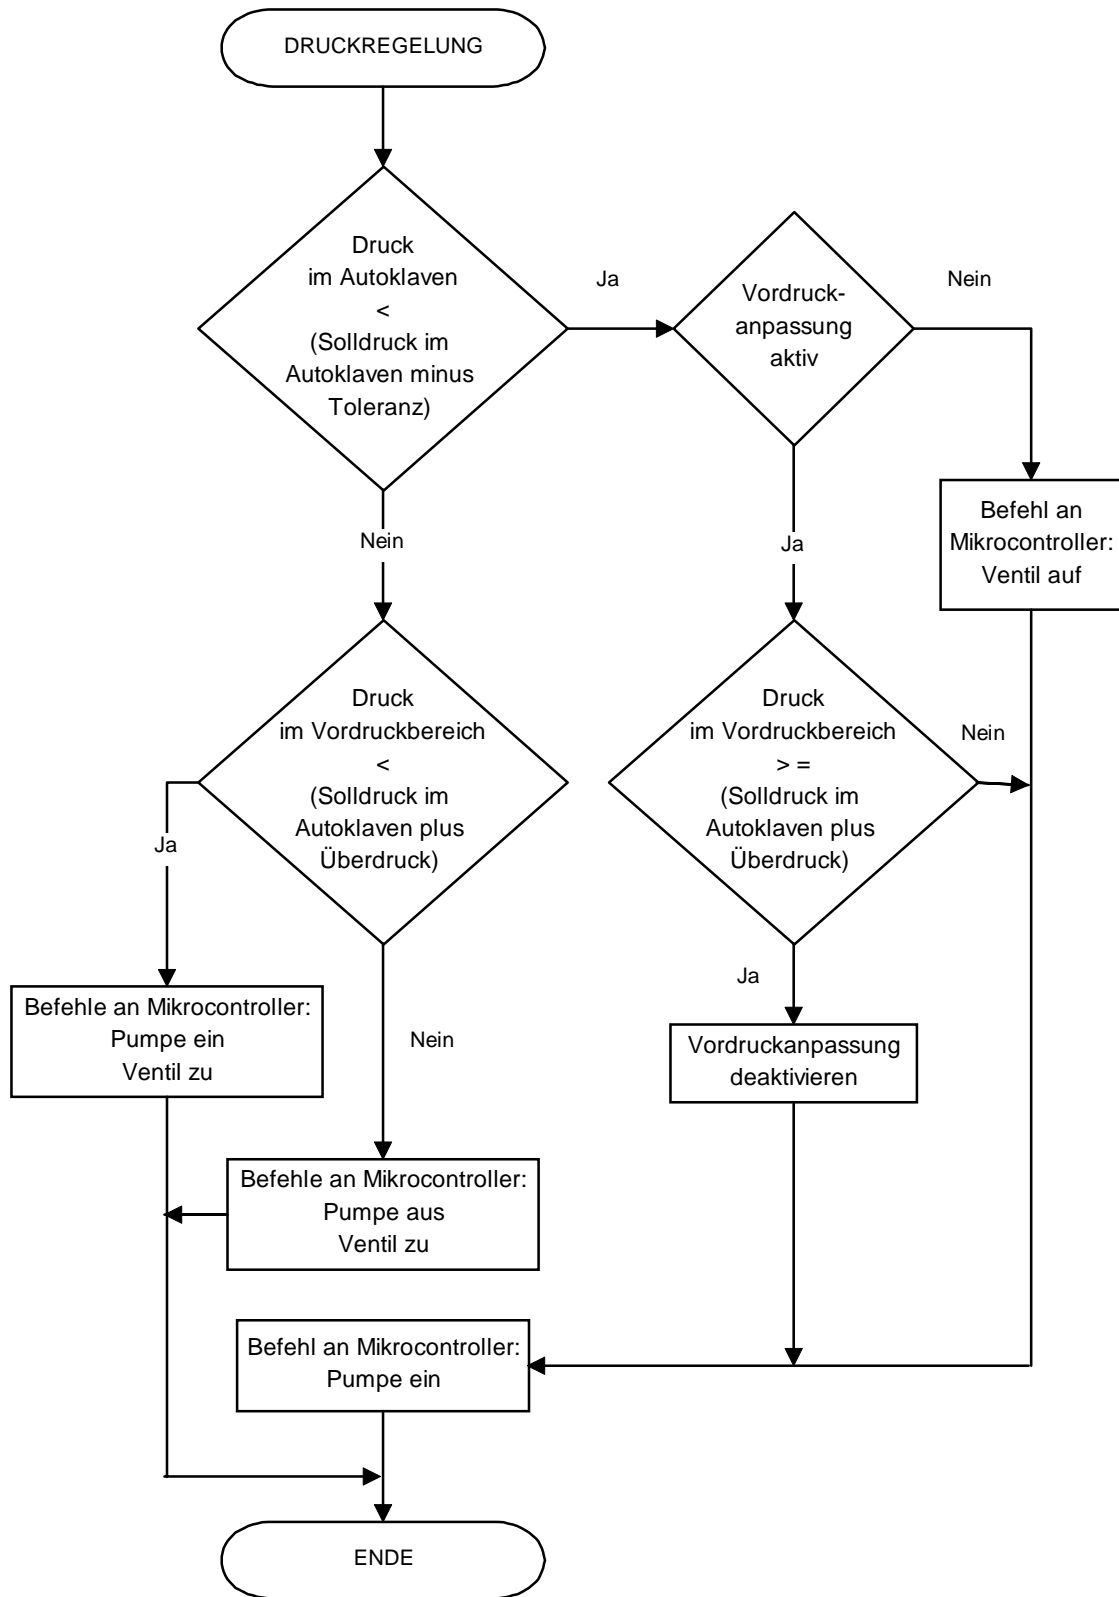 DRUCKREGELUNG
Druck
im Autoklaven
<
(Solldruck im
Autoklaven minus
Toleranz)
Ja
Vordruck-
anpassung
aktiv
Nein
Befehl an
Mikrocontroller:
Ventil auf
Nein
Ja
Druck
im Vordruckbereich
<
(Solldruck im
Autoklaven plus
Überdruck)
Ja
Druck
im Vordruckbereich
> =
(Solldruck im
Autoklaven plus
Überdruck)
Nein
Ja
Befehle an Mikrocontroller:
Pumpe ein
Ventil zu
Nein
Vordruckanpassung
deaktivieren
Befehle an Mikrocontroller:
Pumpe aus
Ventil zu
Befehl an Mikrocontroller:
Pumpe ein
ENDE